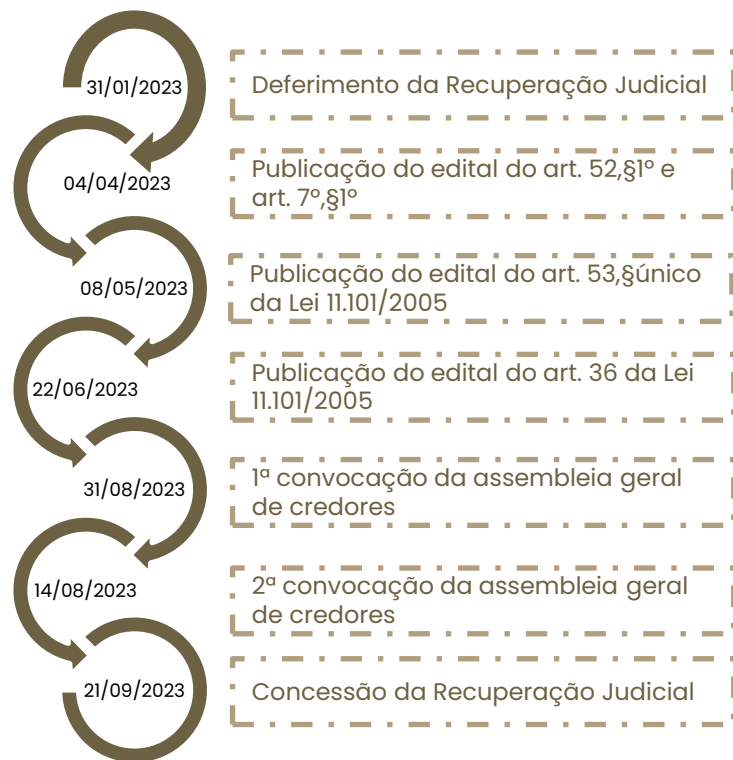 31/01/2023
Deferimento da Recuperação Judicial
04/04/2023
Publicação do edital do art. 52,§1º e
art. 7º,§1º
08/05/2023
Publicação do edital do art. 53,§único
da Lei 11.101/2005
22/06/2023
Publicação do edital do art. 36 da Lei
11.101/2005
31/08/2023
1ª convocação da assembleia geral
de credores
14/08/2023
2ª convocação da assembleia geral
de credores
21/09/2023
Concessão da Recuperação Judicial